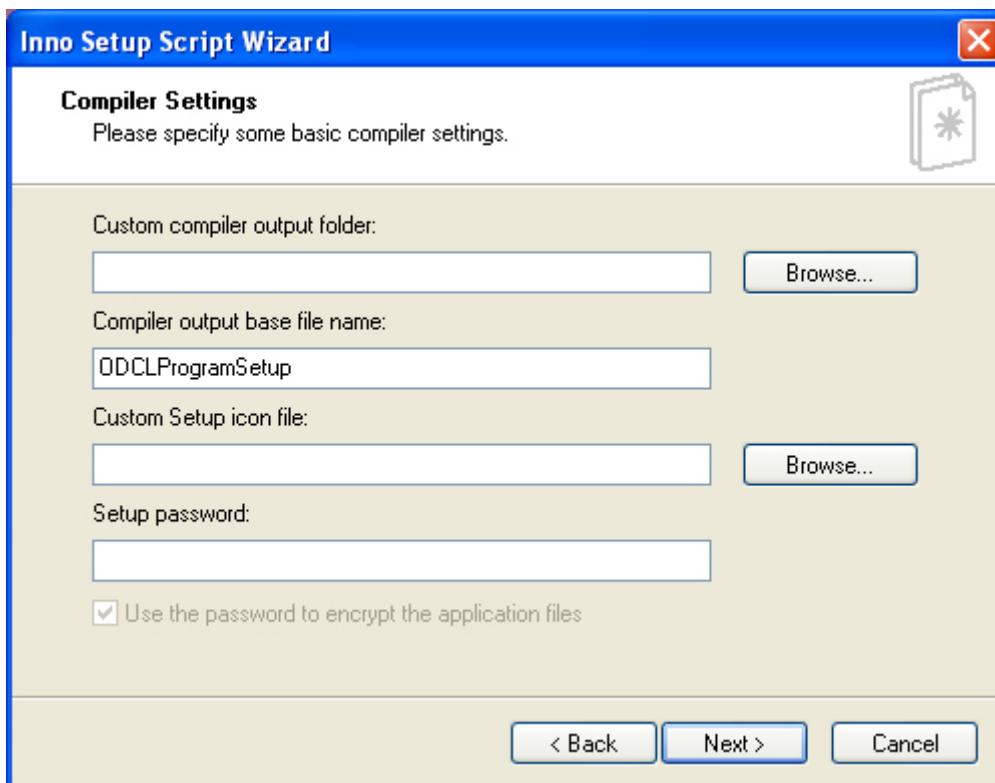 Inno Setup Script Wizard
Compiler Settings
Please specify some basic compiler settings.
Custom compiler output folder:
Browse...
Compiler output base file name:
ODCLProgramSetup
Custom Setup icon file:
Browse...
Setup password:
Use the password to encrypt the application files
< Back
Next >
Cancel